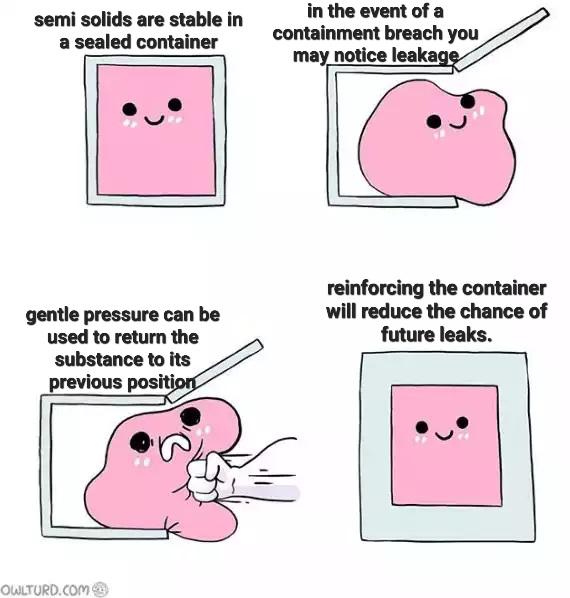 semi solids are stable in
a sealed container
in the event of a
containment breach you
may notice leakage
gentle pressure can be
used to return the
substance to its
previous position
reinforcing the container
will reduce the chance of
future leaks.
OWLTURD.COM